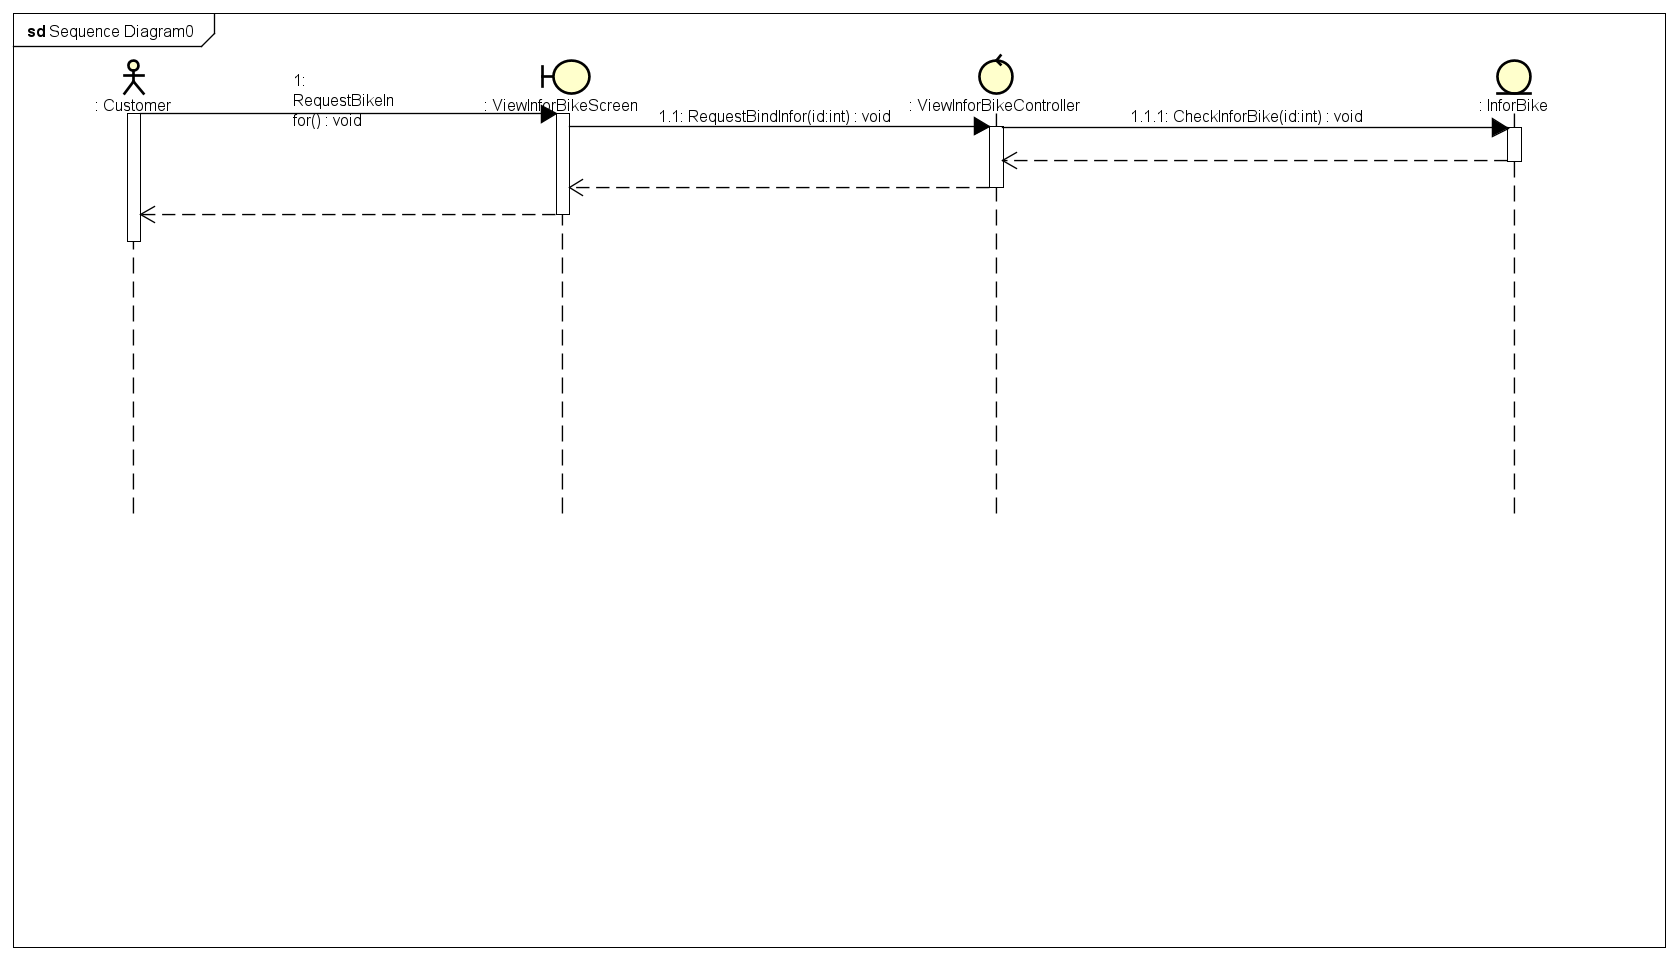 sd Sequence Diagram0
1:
RequestBikeIn
for() : void
: Customer
: ViewInforBikeScreen
: ViewInforBikeController
: InforBike
1.1: RequestBindInfor(id:int) : void
1.1.1: CheckInforBike(id:int) : void